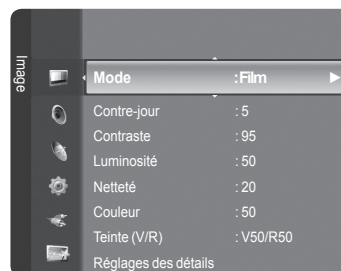 Image
Mode :Film
Contre-jour : 5
Contraste : 95
Luminosité : 50
Netteté : 20
Couleur : 50
Teinte (V/R) : V50/R50
Réglages des détails